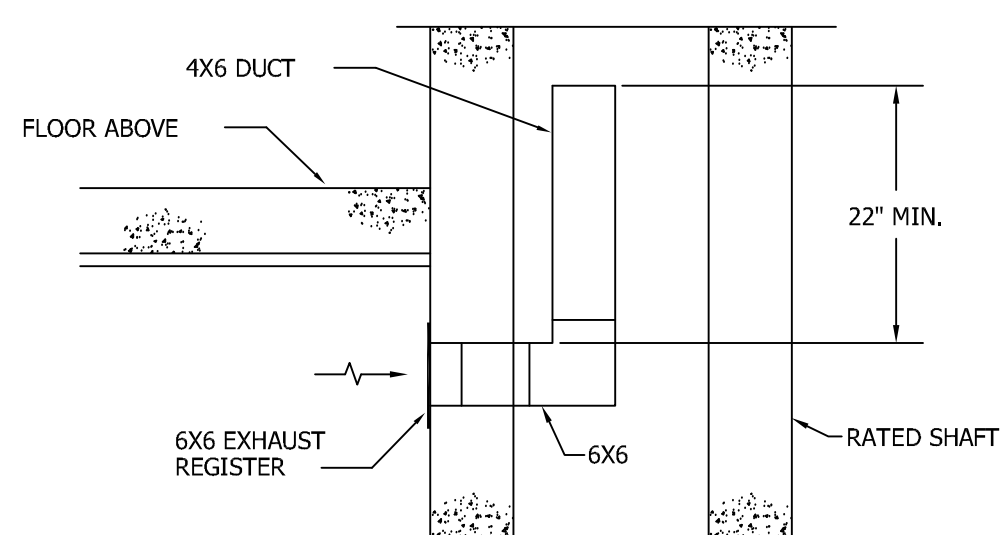 4X6 DUCT
FLOOR ABOVE
22" MIN.
6X6 EXHAUST
REGISTER
6X6
RATED SHAFT